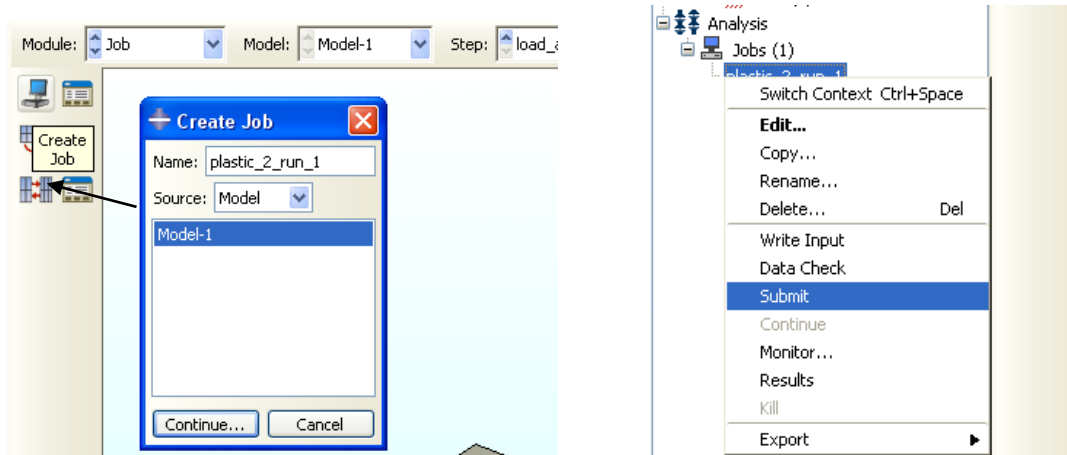 Module: Job Model: Model-1 Step: load_a
Create
Job
Create Job
Name: plastic_2_run_1
Source: Model
Model-1
Continue... Cancel
Analysis
Jobs (1)
plastic_2_run_1
Switch Context Ctrl+Space
Edit...
Copy...
Rename...
Delete... Del
Write Input
Data Check
Submit
Continue
Monitor...
Results
Kill
Export